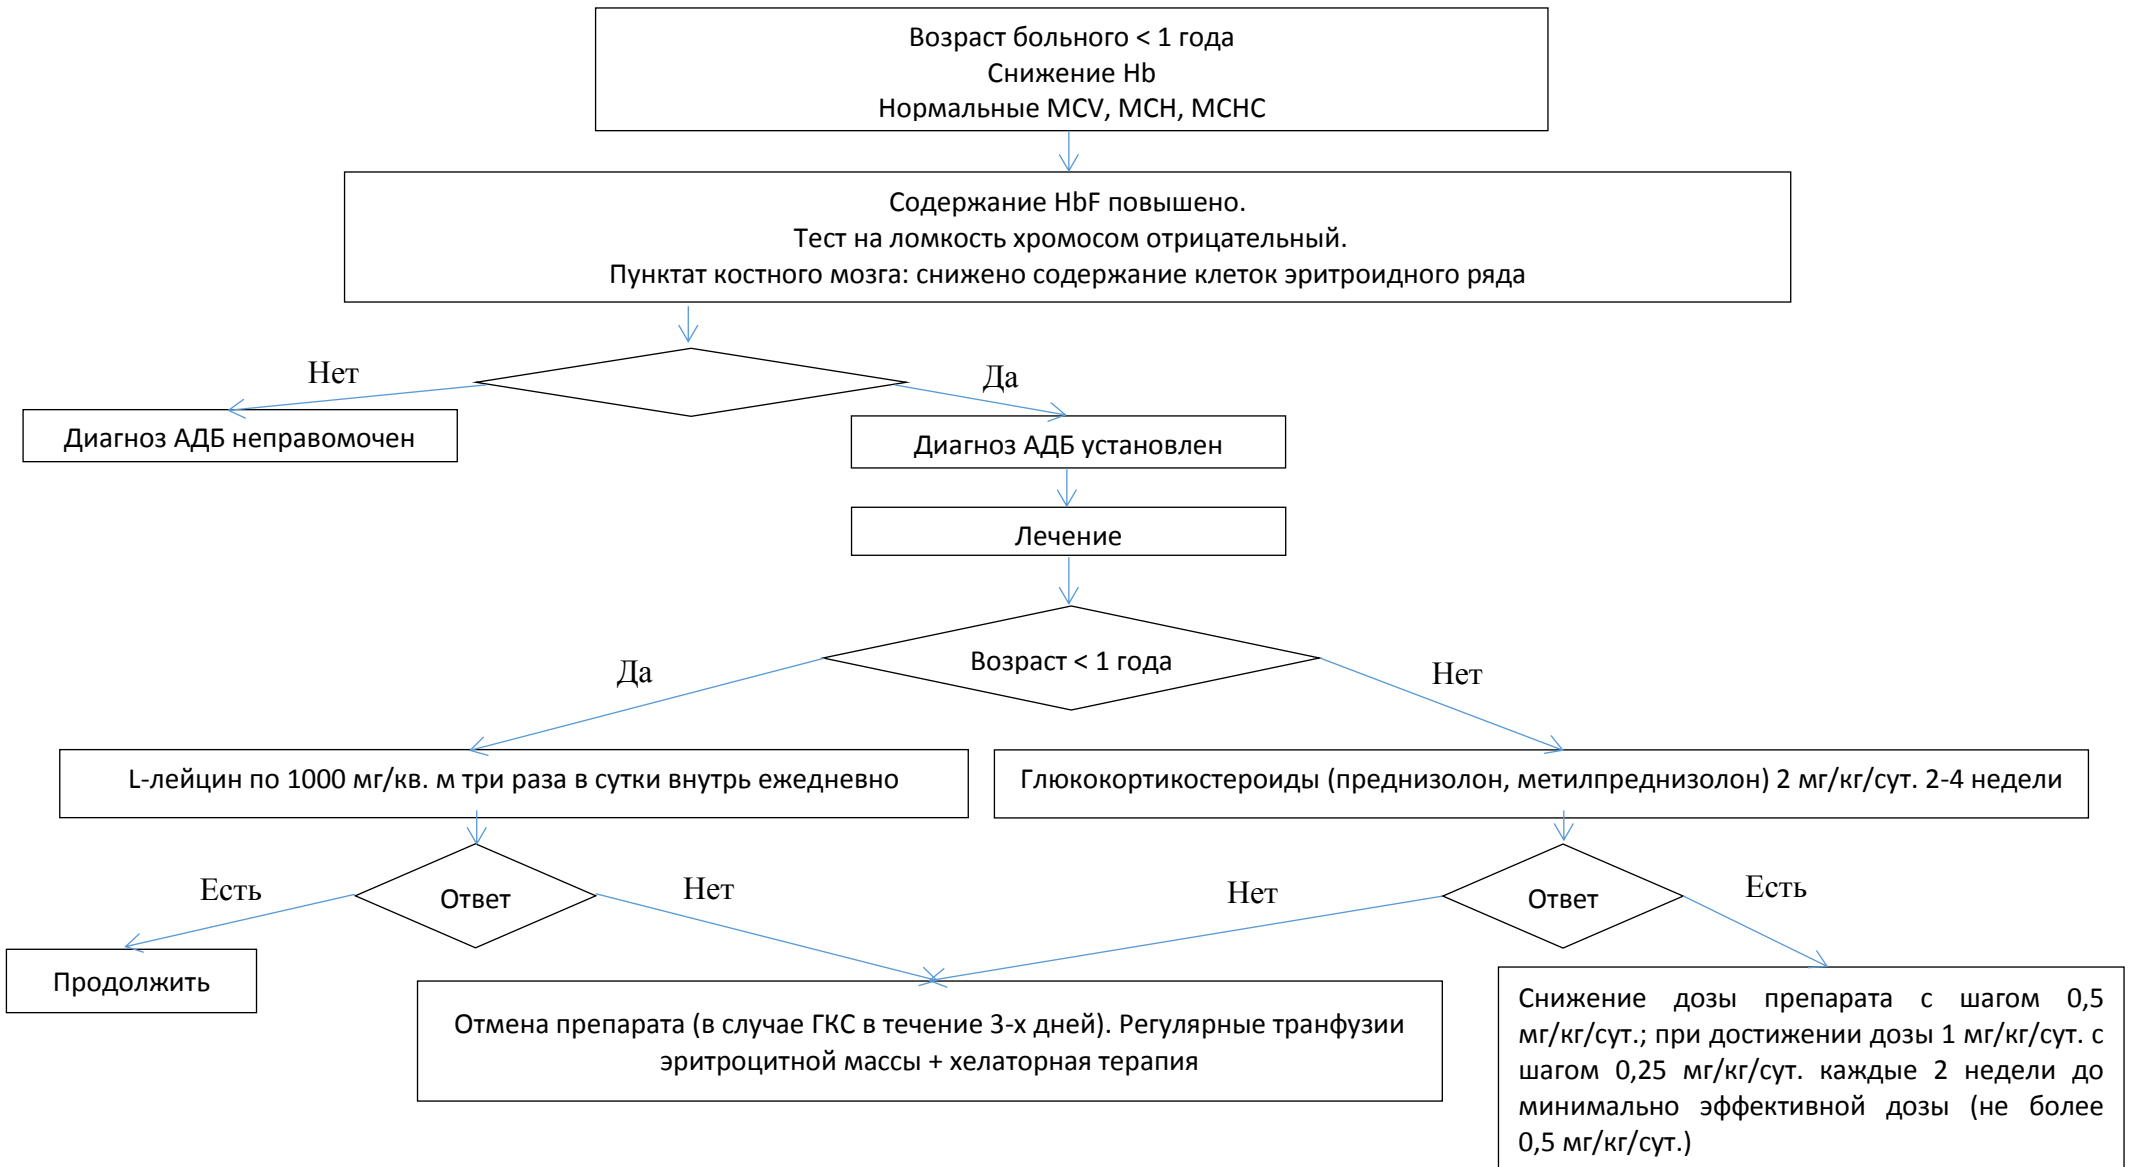 Возраст больного < 1 года
Снижение Hb
Нормальные MCV, MCH, MCHC
Содержание HbF повышено.
Тест на ломкость хромосом отрицательный.
Пунктат костного мозга: снижено содержание клеток эритроидного ряда
Нет
Да
Диагноз АДБ неправомочен
Диагноз АДБ установлен
Лечение
Возраст < 1 года
Да
Нет
L-лейцин по 1000 мг/кв. м три раза в сутки внутрь ежедневно
Глюкокортикостероиды (преднизолон, метилпреднизолон) 2 мг/кг/сут. 2-4 недели
Есть
Ответ
Нет
Нет
Ответ
Есть
Продолжить
Отмена препарата (в случае ГКС в течение 3-х дней). Регулярные транфузии
эритроцитной массы + хелаторная терапия
Снижение дозы препарата с шагом 0,5
мг/кг/сут.; при достижении дозы 1 мг/кг/сут. с
шагом 0,25 мг/кг/сут. каждые 2 недели до
минимально эффективной дозы (не более
0,5 мг/кг/сут.)